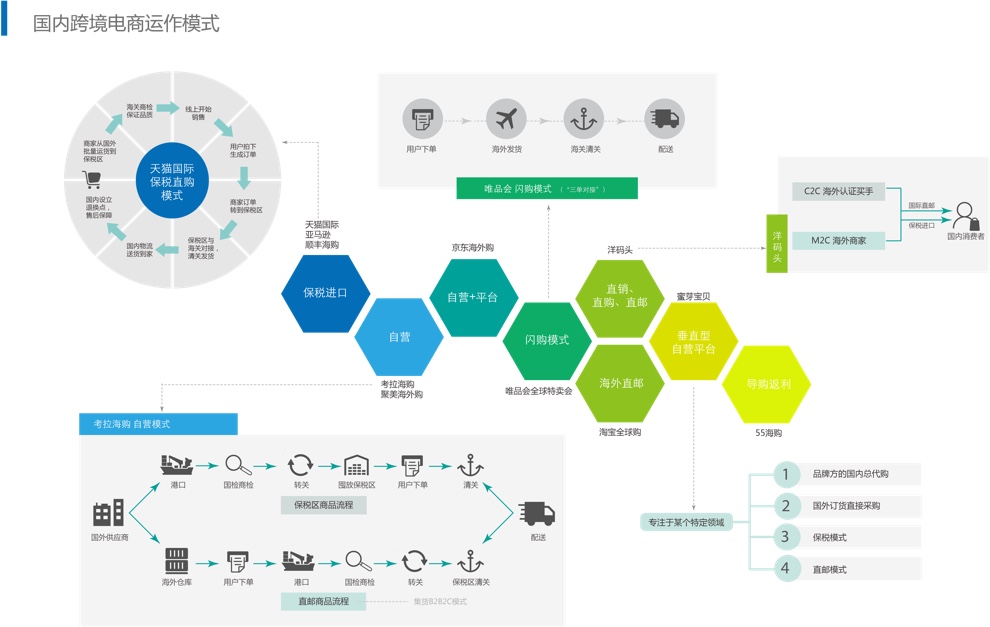 国内跨境电商运作模式
海关商检
保证品质
线上开始
销售
用户拍下
生成订单
商家订单
转到保税区
保税区与
海关对接，
清关发货
国内物流
送货到家
国内设立
退换点，
售后保障
商家从国外
批量运货到
保税区
天猫国际
保税直购
模式
用户下单
海外发货
海关清关
配送
唯品会 闪购模式 （“三单对接”）
洋
码
头
C2C 海外认证买手
M2C 海外商家
国际直邮
保税进口
国内消费者
天猫国际
亚马逊
顺丰海购
保税进口
自营
考拉海购
聚美海外购
京东海外购
自营+平台
闪购模式
唯品会全球特卖会
洋码头
直销、
直购、直邮
海外直邮
淘宝全球购
蜜芽宝贝
垂直型
自营平台
导购返利
55海购
考拉海购 自营模式
国外供应商
港口
国检商检
转关
囤放保税区
用户下单
清关
保税区商品流程
配送
海外仓库
用户下单
港口
国检商检
转关
保税区清关
直邮商品流程
集货B2B2C模式
专注于某个特定领域
1 品牌方的国内总代购
2 国外订货直接采购
3 保税模式
4 直邮模式